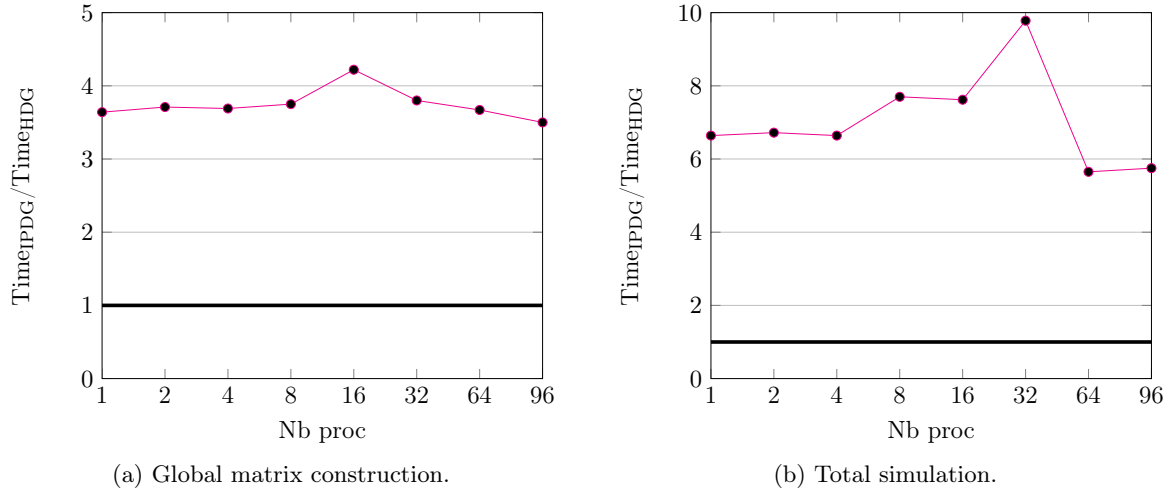 5
4
3
2
1
0
1 2 4 8 16 32 64 96
Time_IPDG/Time_HDG
Nb proc
(a) Global matrix construction.
10
8
6
4
2
0
1 2 4 8 16 32 64 96
Time_IPDG/Time_HDG
Nb proc
(b) Total simulation.